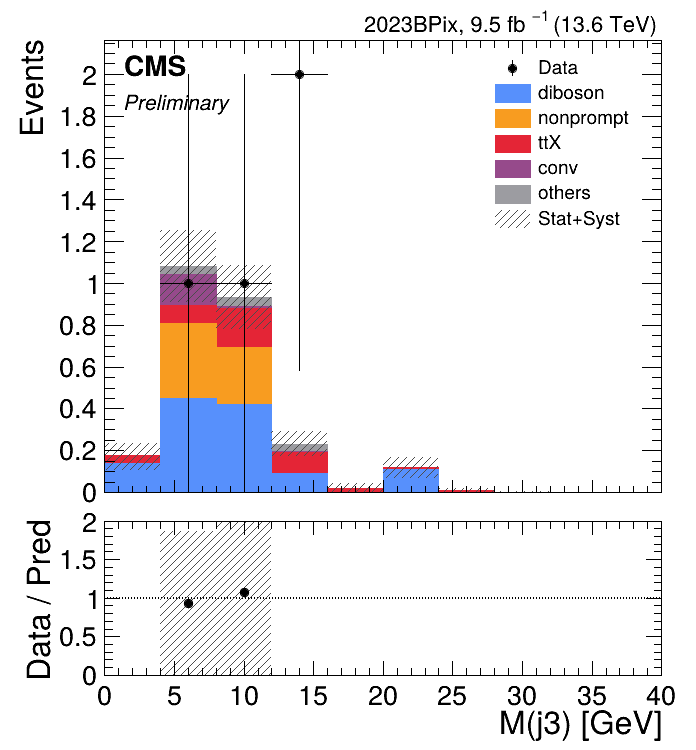 2023BPix, 9.5 fb⁻¹ (13.6 TeV)
CMS
Preliminary
Events
2
1.8
1.6
1.4
1.2
1
0.8
0.6
0.4
0.2
0
Data
diboson
nonprompt
ttX
conv
others
Stat+Syst
Data / Pred
2
1.5
1
0.5
0
0 5 10 15 20 25 30 35 40
M(j3) [GeV]